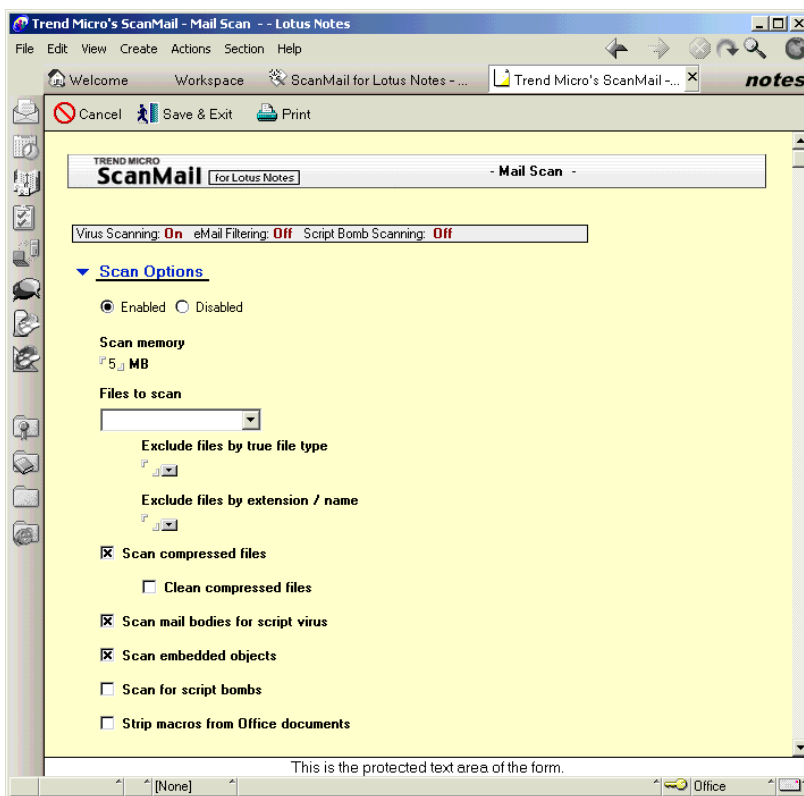 Trend Micro's ScanMail - Mail Scan - - Lotus Notes
File Edit View Create Actions Section Help
Welcome Workspace ScanMail for Lotus Notes - ... Trend Micro's ScanMail -... notes
Cancel Save & Exit Print
TREND MICRO
ScanMail for Lotus Notes - Mail Scan -
Virus Scanning: On eMail Filtering: Off Script Bomb Scanning: Off
Scan Options
Enabled Disabled
Scan memory
5 MB
Files to scan
Exclude files by true file type
Exclude files by extension / name
Scan compressed files
Clean compressed files
Scan mail bodies for script virus
Scan embedded objects
Scan for script bombs
Strip macros from Office documents
This is the protected text area of the form.
[None] Office